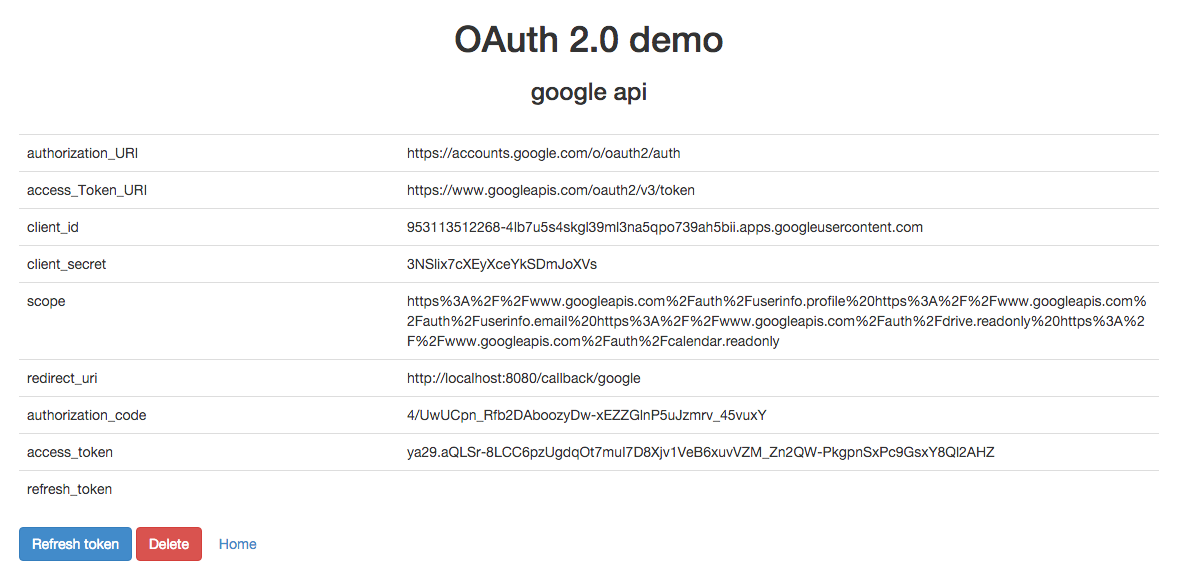 OAuth 2.0 demo
google api
authorization_URI https://accounts.google.com/o/oauth2/auth
access_Token_URI https://www.googleapis.com/oauth2/v3/token
client_id 953113512268-4lb7u5s4skgl39ml3na5qpo739ah5bii.apps.googleusercontent.com
client_secret 3NSlix7cXEyXceYkSDmJoXVs
scope https%3A%2F%2Fwww.googleapis.com%2Fauth%2Fuserinfo.profile%20https%3A%2F%2Fwww.googleapis.com%
2Fauth%2Fuserinfo.email%20https%3A%2F%2Fwww.googleapis.com%2Fauth%2Fdrive.readonly%20https%3A%2
F%2Fwww.googleapis.com%2Fauth%2Fcalendar.readonly
redirect_uri http://localhost:8080/callback/google
authorization_code 4/UwUCpn_Rfb2DAboozyDw-xEZZGlnP5uJzmrv_45vuxY
access_token ya29.aQLSr-8LCC6pzUgdqOt7muI7D8Xjv1VeB6xuvVZM_Zn2QW-PkgpnSxPc9GsxY8Ql2AHZ
refresh_token
Refresh token Delete Home